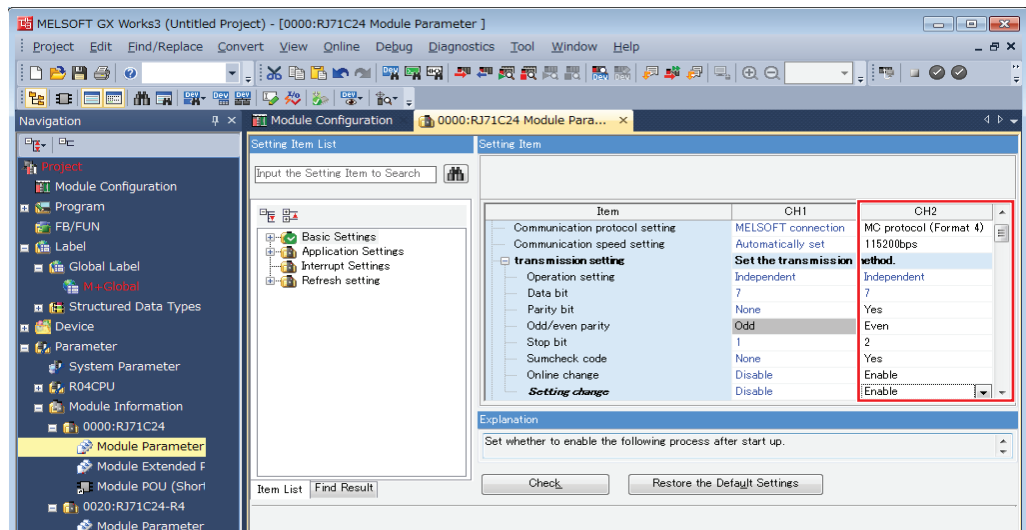 MELSOFT GX Works3 (Untitled Project) - [0000:RJ71C24 Module Parameter ]
Project Edit Find/Replace Convert View Online Debug Diagnostics Tool Window Help
Navigation
Module Configuration
0000:RJ71C24 Module Para...
Project
Module Configuration
Program
FB/FUN
Label
Global Label
M+Global
Structured Data Types
Device
Parameter
System Parameter
R04CPU
Module Information
0000:RJ71C24
Module Parameter
Module Extended P
Module POU (Short
0020:RJ71C24-R4
Module Parameter
Setting Item List
Input the Setting Item to Search
Basic Settings
Application Settings
Interrupt Settings
Refresh setting
Item List Find Result
Setting Item
Item CH1 CH2
Communication protocol setting MELSOFT connection MC protocol (Format 4)
Communication speed setting Automatically set 115200bps
transmission setting Set the transmission method.
Operation setting Independent Independent
Data bit 7 7
Parity bit None Yes
Odd/even parity Odd Even
Stop bit 1 2
Sumcheck code None Yes
Online change Disable Enable
Setting change Disable Enable
Explanation
Set whether to enable the following process after start up.
Check Restore the Default Settings